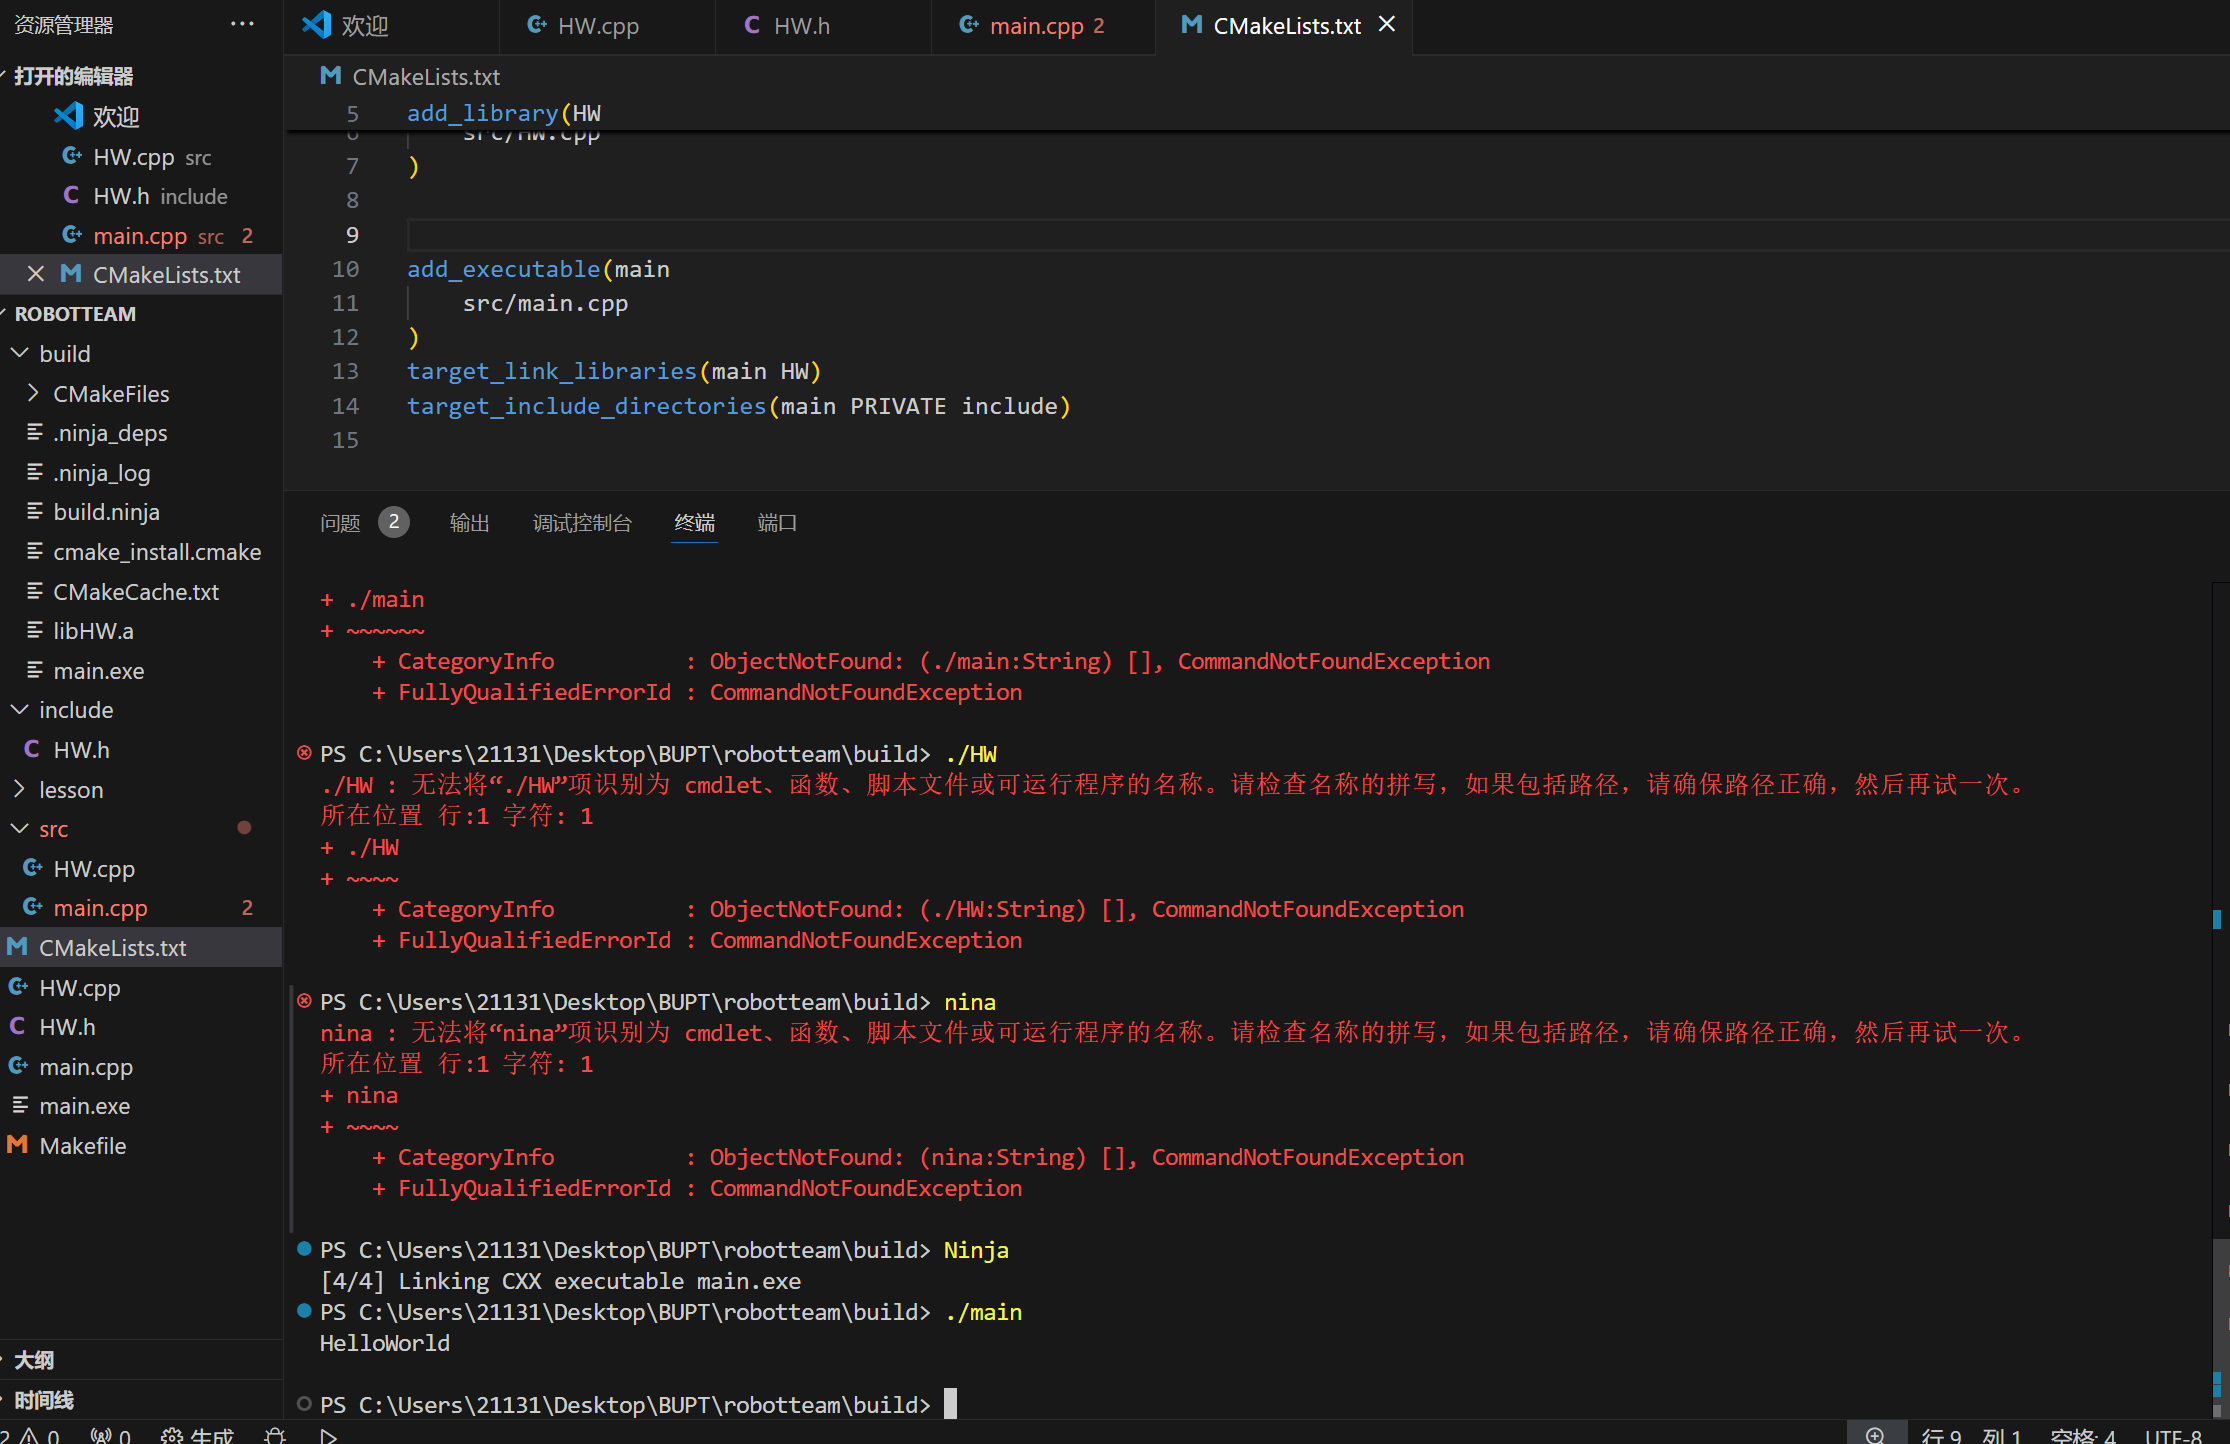 资源管理器
打开的编辑器
欢迎
HW.cpp src
HW.h include
main.cpp src 2
CMakeLists.txt
ROBOTTEAM
build
CMakeFiles
.ninja_deps
.ninja_log
build.ninja
cmake_install.cmake
CMakeCache.txt
libHW.a
main.exe
include
HW.h
lesson
src
HW.cpp
main.cpp 2
CMakeLists.txt
HW.cpp
HW.h
main.cpp
main.exe
Makefile
大纲
时间线
欢迎 HW.cpp HW.h main.cpp 2 CMakeLists.txt
CMakeLists.txt
5 add_library(HW
6 src/HW.cpp
7 )
8
9
10 add_executable(main
11 src/main.cpp
12 )
13 target_link_libraries(main HW)
14 target_include_directories(main PRIVATE include)
15
问题 2 输出 调试控制台 终端 端口
+ ./main
+ ~~~~~~
+ CategoryInfo : ObjectNotFound: (./main:String) [], CommandNotFoundException
+ FullyQualifiedErrorId : CommandNotFoundException
PS C:\Users\21131\Desktop\BUPT\robotteam\build> ./HW
./HW : 无法将“./HW”项识别为 cmdlet、函数、脚本文件或可运行程序的名称。请检查名称的拼写，如果包括路径，请确保路径正确，然后再试一次。
所在位置 行:1 字符: 1
+ ./HW
+ ~~~~
+ CategoryInfo : ObjectNotFound: (./HW:String) [], CommandNotFoundException
+ FullyQualifiedErrorId : CommandNotFoundException
PS C:\Users\21131\Desktop\BUPT\robotteam\build> nina
nina : 无法将“nina”项识别为 cmdlet、函数、脚本文件或可运行程序的名称。请检查名称的拼写，如果包括路径，请确保路径正确，然后再试一次。
所在位置 行:1 字符: 1
+ nina
+ ~~~~
+ CategoryInfo : ObjectNotFound: (nina:String) [], CommandNotFoundException
+ FullyQualifiedErrorId : CommandNotFoundException
PS C:\Users\21131\Desktop\BUPT\robotteam\build> Ninja
[4/4] Linking CXX executable main.exe
PS C:\Users\21131\Desktop\BUPT\robotteam\build> ./main
HelloWorld
PS C:\Users\21131\Desktop\BUPT\robotteam\build>
2 0 0 生成 行 9，列 1 空格: 4 UTF-8